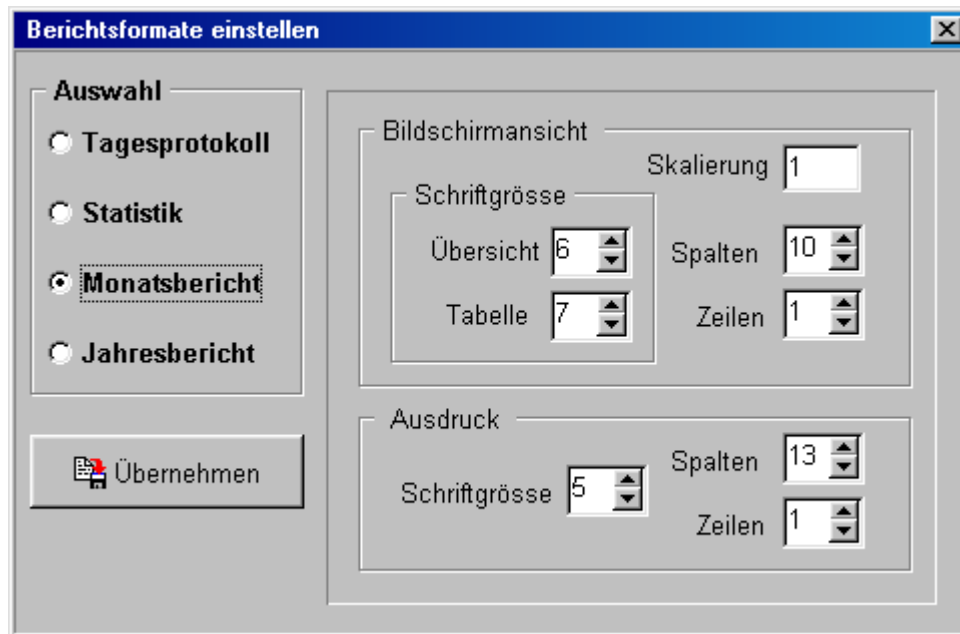 Berichtsformate einstellen
Auswahl
Tagesprotokoll
Statistik
Monatsbericht
Jahresbericht
Übernehmen
Bildschirmansicht
Skalierung 1
Schriftgrösse
Übersicht 6
Tabelle 7
Spalten 10
Zeilen 1
Ausdruck
Schriftgrösse 5
Spalten 13
Zeilen 1